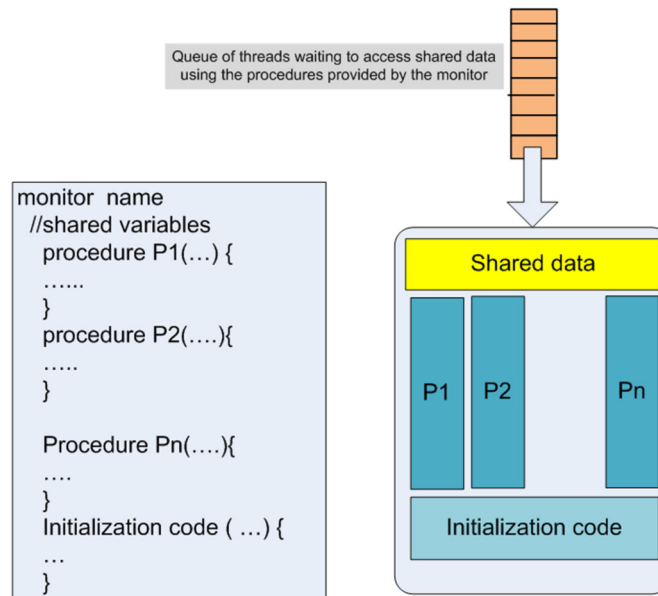 Queue of threads waiting to access shared data
using the procedures provided by the monitor
monitor name
//shared variables
procedure P1(…) {
…...
}
procedure P2(….){
…..
}
Procedure Pn(….){
….
}
Initialization code ( …) {
…
}
Shared data
P1
P2
Pn
Initialization code